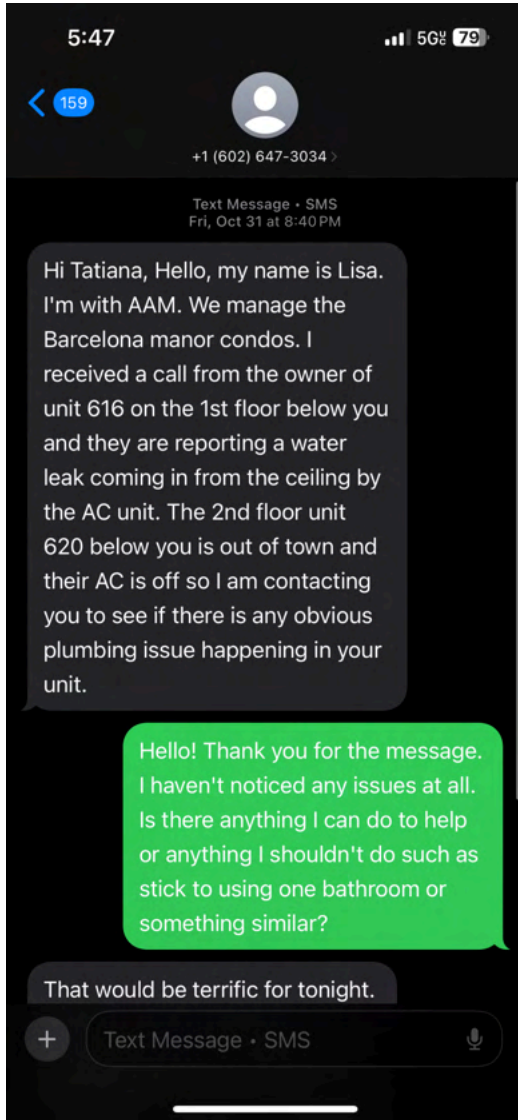 5:47
5G 79
159
+1 (602) 647-3034
Text Message • SMS
Fri, Oct 31 at 8:40 PM
Hi Tatiana, Hello, my name is Lisa.
I'm with AAM. We manage the
Barcelona manor condos. I
received a call from the owner of
unit 616 on the 1st floor below you
and they are reporting a water
leak coming in from the ceiling by
the AC unit. The 2nd floor unit
620 below you is out of town and
their AC is off so I am contacting
you to see if there is any obvious
plumbing issue happening in your
unit.
Hello! Thank you for the message.
I haven't noticed any issues at all.
Is there anything I can do to help
or anything I shouldn't do such as
stick to using one bathroom or
something similar?
That would be terrific for tonight.
Text Message • SMS